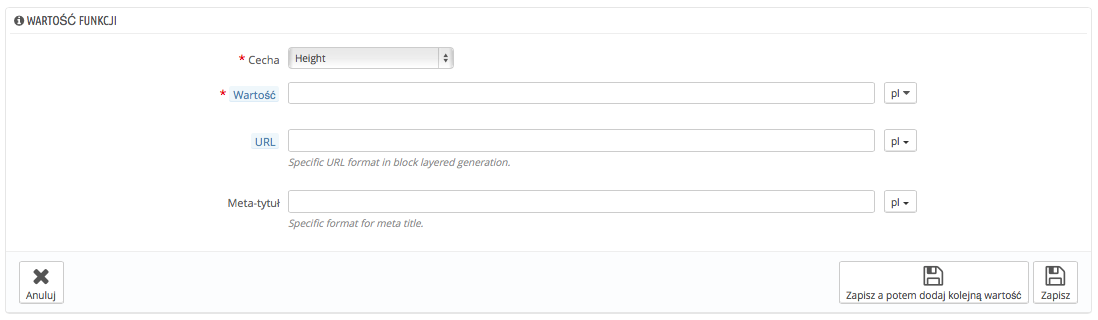 WARTOŚĆ FUNKCJI
* Cecha Height
* Wartość pl
URL pl
Specific URL format in block layered generation.
Meta-tytuł pl
Specific format for meta title.
Anuluj Zapisz a potem dodaj kolejną wartość Zapisz